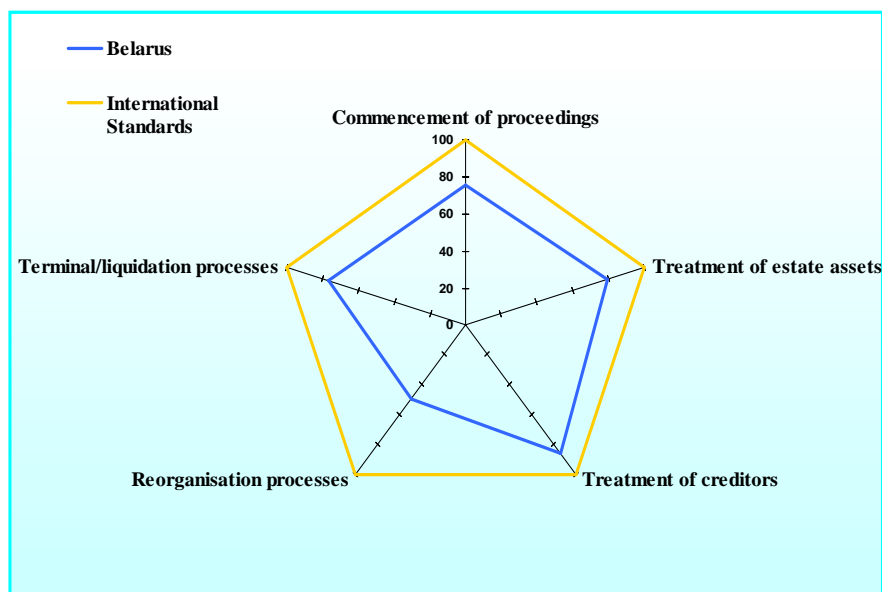 Belarus
International
Standards
Commencement of proceedings
100
80
60
40
20
0
Terminal/liquidation processes
Treatment of estate assets
Reorganisation processes
Treatment of creditors